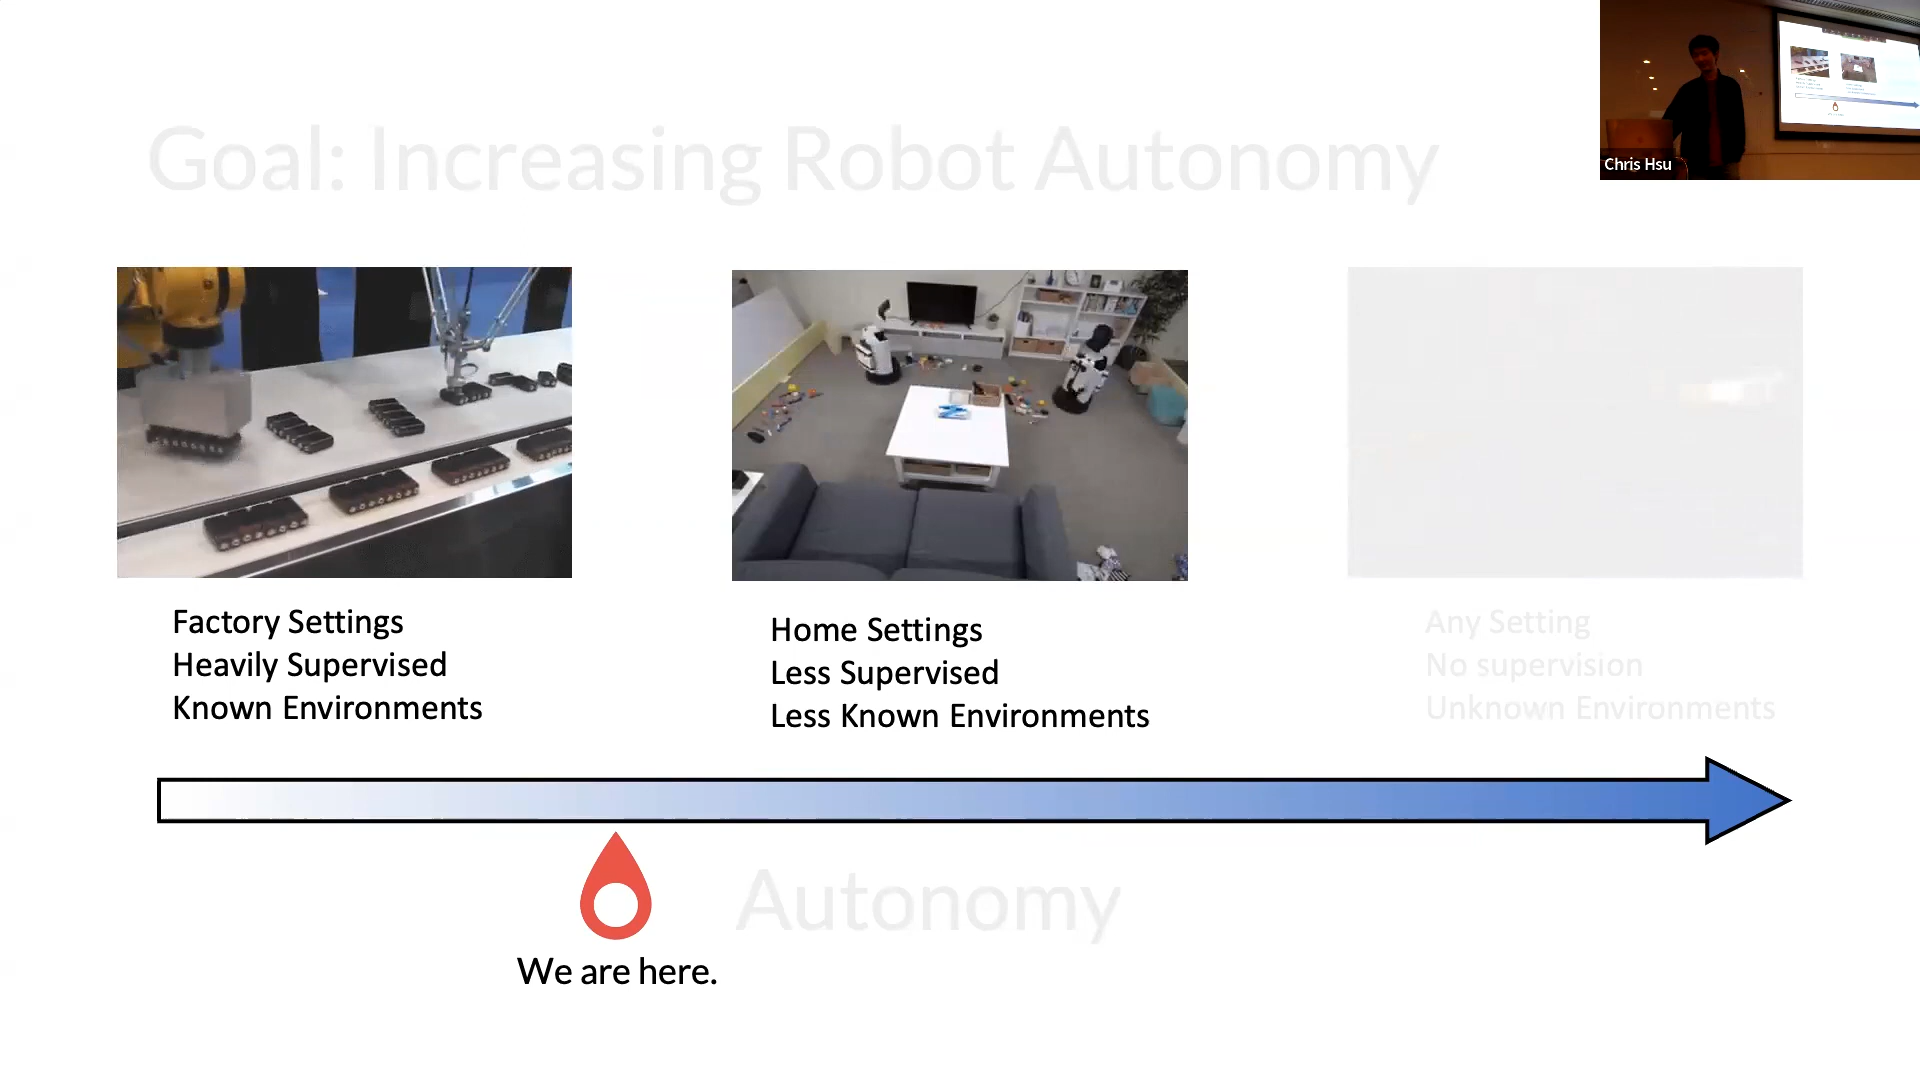 Goal: Increasing Robot Autonomy
Chris Hsu
Factory Settings
Heavily Supervised
Known Environments
Home Settings
Less Supervised
Less Known Environments
Any Setting
No supervision
Unknown Environments
Autonomy
We are here.